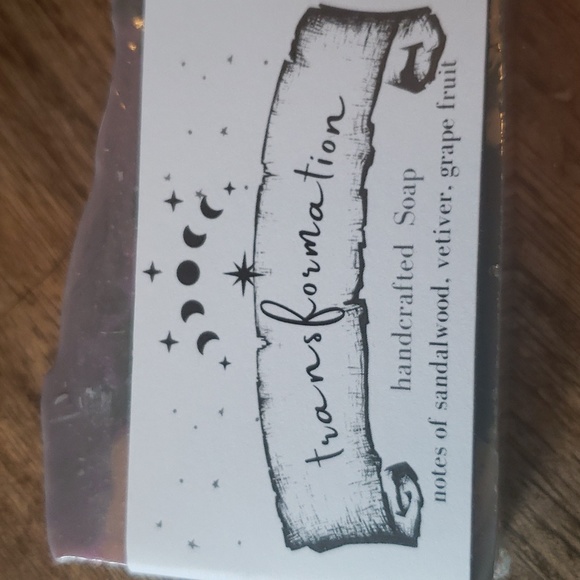 transformation
handcrafted Soap
notes of sandalwood, vetiver, grape fruit